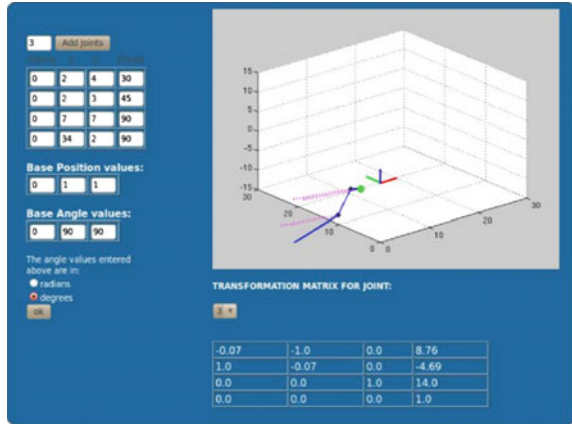 3 Add joints
0 2 4 30
0 2 3 45
0 7 7 90
0 34 2 90
Base Position values:
0 1 1
Base Angle values:
0 90 90
The angle values entered
above are in:
radians
degrees
ok
15
10
5
0
-5
-10
-15
30
20
10
0
0
10
20
30
TRANSFORMATION MATRIX FOR JOINT:
3
-0.07 -1.0 0.0 8.76
1.0 -0.07 0.0 -4.69
0.0 0.0 1.0 14.0
0.0 0.0 0.0 1.0